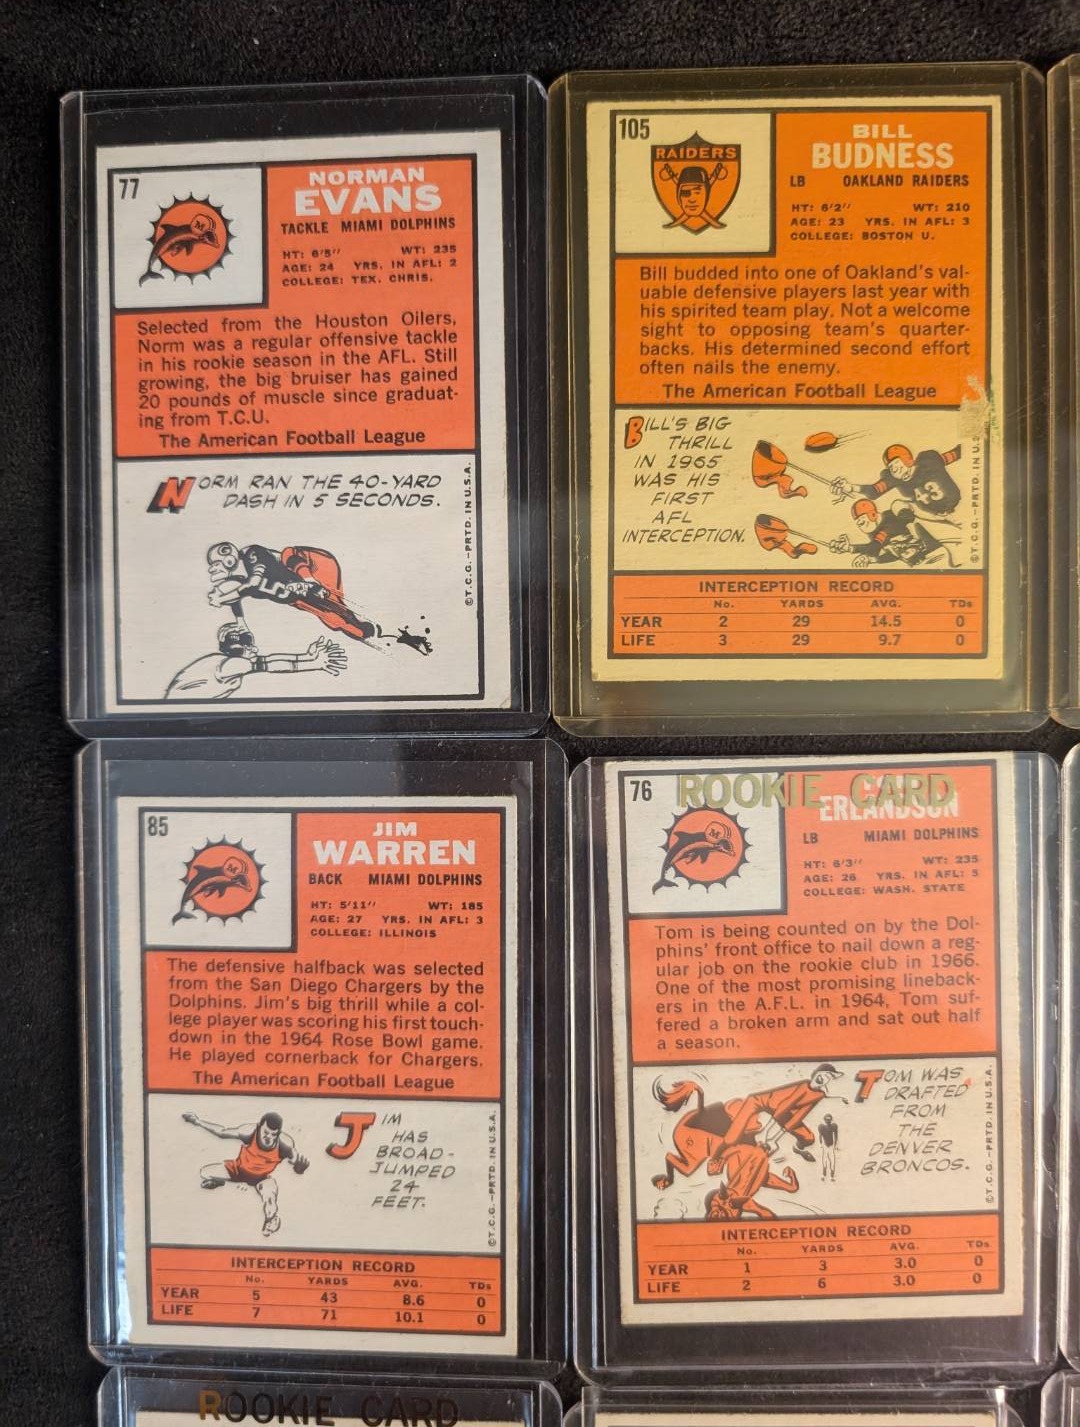 77
NORMAN
EVANS
TACKLE MIAMI DOLPHINS
HT: 6'5" WT: 235
AGE: 24 YRS. IN AFL: 2
COLLEGE: TEX. CHRIS.
Selected from the Houston Oilers,
Norm was a regular offensive tackle
in his rookie season in the AFL. Still
growing, the big bruiser has gained
20 pounds of muscle since graduat-
ing from T.C.U.
The American Football League
NORM RAN THE 40-YARD
DASH IN 5 SECONDS.
©T.C.G.—PRTD. IN U.S.A.
105
RAIDERS
BILL
BUDNESS
LB OAKLAND RAIDERS
HT: 6'2" WT: 210
AGE: 23 YRS. IN AFL: 3
COLLEGE: BOSTON U.
Bill budded into one of Oakland's val-
uable defensive players last year with
his spirited team play. Not a welcome
sight to opposing team's quarter-
backs. His determined second effort
often nails the enemy.
The American Football League
BILL'S BIG
THRILL
IN 1965
WAS HIS
FIRST
AFL
INTERCEPTION.
43
©T.C.G.—PRTD. IN U.S.
INTERCEPTION RECORD
No. YARDS AVG. TDs
YEAR 2 29 14.5 0
LIFE 3 29 9.7 0
85
M
JIM
WARREN
BACK MIAMI DOLPHINS
HT: 5'11" WT: 185
AGE: 27 YRS. IN AFL: 3
COLLEGE: ILLINOIS
The defensive halfback was selected
from the San Diego Chargers by the
Dolphins. Jim's big thrill while a col-
lege player was scoring his first touch-
down in the 1964 Rose Bowl game.
He played cornerback for Chargers.
The American Football League
JIM
HAS
BROAD-
JUMPED
24
FEET.
©T.C.G.—PRTD. IN U.S.A.
INTERCEPTION RECORD
No. YARDS AVG. TDs
YEAR 5 43 8.6 0
LIFE 7 71 10.1 0
76
ROOKIE CARD
M
ERLANDSON
LB MIAMI DOLPHINS
HT: 6'3" WT: 235
AGE: 26 YRS. IN AFL: 5
COLLEGE: WASH. STATE
Tom is being counted on by the Dol-
phins' front office to nail down a reg-
ular job on the rookie club in 1966.
One of the most promising lineback-
ers in the A.F.L. in 1964, Tom suf-
fered a broken arm and sat out half
a season.
TOM WAS
DRAFTED
FROM
THE
DENVER
BRONCOS.
©T.C.G.—PRTD. IN U.S.A.
INTERCEPTION RECORD
No. YARDS AVG. TDs
YEAR 1 3 3.0 0
LIFE 2 6 3.0 0
ROOKIE CARD